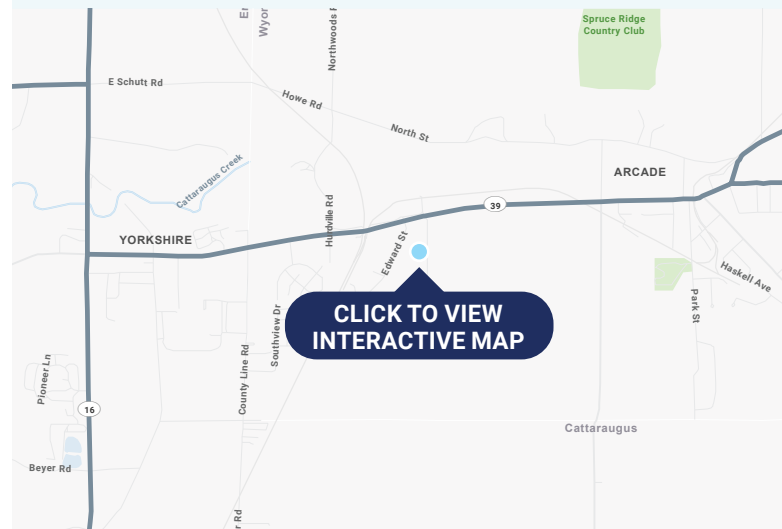 Spruce Ridge
Country Club
Northwoods
E Schutt Rd
Howe Rd
North St
Cattaraugus Creek
ARCADE
Hurdville Rd
39
YORKSHIRE
Edward St
Haskell Ave
CLICK TO VIEW
INTERACTIVE MAP
Park St
Southview Dr
County Line Rd
Pioneer Ln
16
Cattaraugus
Beyer Rd